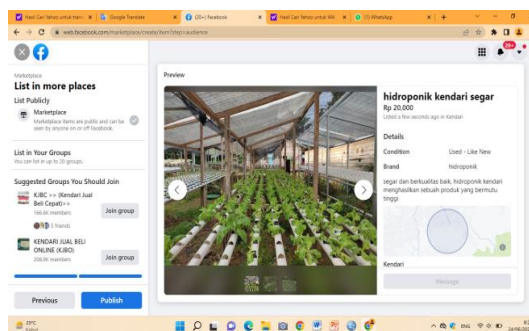 Hasil Cari Yahoo untuk tran
Google Translate
(20+) Facebook
Hasil Cari Yahoo untuk WA
WhatsApp
web.facebook.com/marketplace/create/item?step=audience
20+
Marketplace
List in more places
List Publicly
Marketplace
Marketplace items are public and can be
seen by anyone on or off Facebook.
List in Your Groups
You can list in up to 20 groups.
Suggested Groups You Should Join
KJBC >> (Kendari Jual
Beli Cepat)>>
166.6K members
5 friends
Join group
KENDARI JUAL BELI
ONLINE (KJBO)
206.9K members
Join group
Previous
Publish
Preview
hidroponik kendari segar
Rp 20,000
Listed a few seconds ago in Kendari
Details
Condition
Used - Like New
Brand
hidroponik
segar dan berkualitas baik, hidroponik kendari
menghasilkan sebuah produk yang bermutu
tinggi
Kendari
Message
ENG